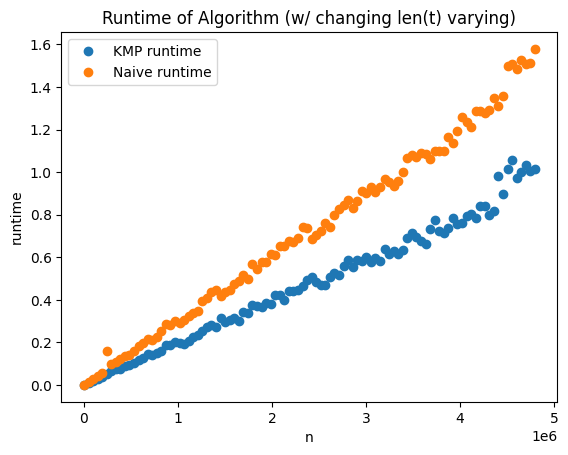 Runtime of Algorithm (w/ changing len(t) varying)
KMP runtime
Naive runtime
1.6
1.4
1.2
1.0
0.8
0.6
0.4
0.2
0.0
runtime
0 1 2 3 4 5
1e6
n